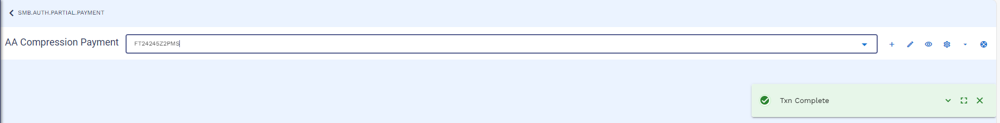 SMB.AUTH.PARTIAL.PAYMENT
AA Compression Payment
FT24245Z2PMS
Txn Complete